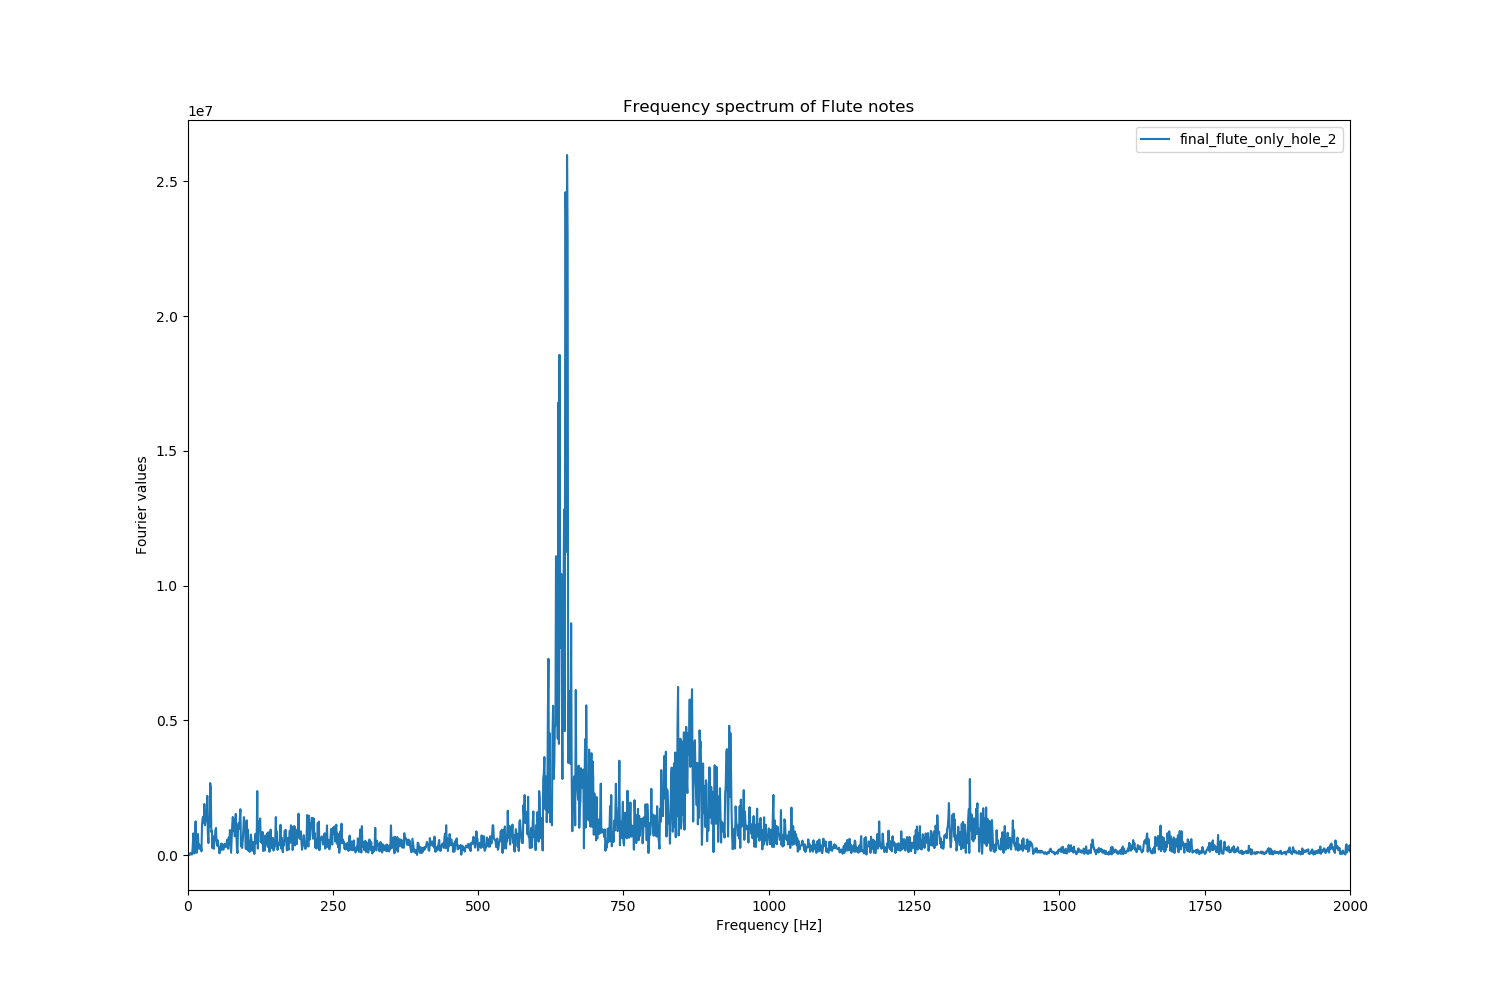 Frequency spectrum of Flute notes
1e7
final_flute_only_hole_2
2.5
2.0
1.5
1.0
0.5
0.0
Fourier values
0 250 500 750 1000 1250 1500 1750 2000
Frequency [Hz]